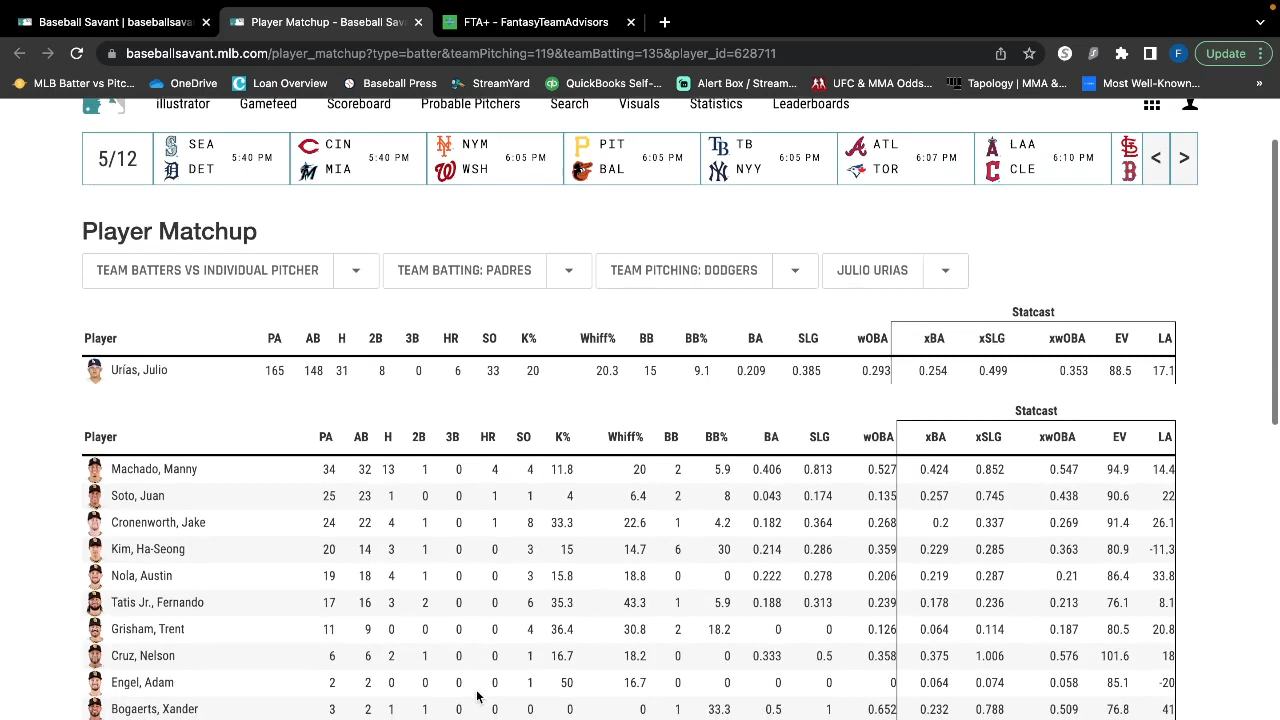 Baseball Savant | baseballsavan × Player Matchup - Baseball Sava × FTA+ - FantasyTeamAdvisors × +
baseballsavant.mlb.com/player_matchup?type=batter&teamPitching=119&teamBatting=135&player_id=628711 F Update
MLB Batter vs Pitc... OneDrive Loan Overview Baseball Press StreamYard QuickBooks Self-... Alert Box / Stream... UFC & MMA Odds... Tapology | MMA &... Most Well-Known... »
illustrator Gamefeed Scoreboard Probable Pitchers Search Visuals Statistics Leaderboards
5/12 SEA DET 5:40 PM CIN MIA 5:40 PM NYM WSH 6:05 PM PIT BAL 6:05 PM TB NYY 6:05 PM ATL TOR 6:07 PM LAA CLE 6:10 PM < >
Player Matchup
TEAM BATTERS VS INDIVIDUAL PITCHER TEAM BATTING: PADRES TEAM PITCHING: DODGERS JULIO URIAS
Statcast
Player PA AB H 2B 3B HR SO K% Whiff% BB BB% BA SLG wOBA xBA xSLG xwOBA EV LA
Urías, Julio 165 148 31 8 0 6 33 20 20.3 15 9.1 0.209 0.385 0.293 0.254 0.499 0.353 88.5 17.1
Statcast
Player PA AB H 2B 3B HR SO K% Whiff% BB BB% BA SLG wOBA xBA xSLG xwOBA EV LA
Machado, Manny 34 32 13 1 0 4 4 11.8 20 2 5.9 0.406 0.813 0.527 0.424 0.852 0.547 94.9 14.4
Soto, Juan 25 23 1 0 0 1 1 4 6.4 2 8 0.043 0.174 0.135 0.257 0.745 0.438 90.6 22
Cronenworth, Jake 24 22 4 1 0 1 8 33.3 22.6 1 4.2 0.182 0.364 0.268 0.2 0.337 0.269 91.4 26.1
Kim, Ha-Seong 20 14 3 1 0 0 3 15 14.7 6 30 0.214 0.286 0.359 0.229 0.285 0.363 80.9 -11.3
Nola, Austin 19 18 4 1 0 0 3 15.8 18.8 0 0 0.222 0.278 0.206 0.219 0.287 0.21 86.4 33.8
Tatis Jr., Fernando 17 16 3 2 0 0 6 35.3 43.3 1 5.9 0.188 0.313 0.239 0.178 0.236 0.213 76.1 8.1
Grisham, Trent 11 9 0 0 0 0 4 36.4 30.8 2 18.2 0 0 0.126 0.064 0.114 0.187 80.5 20.8
Cruz, Nelson 6 6 2 1 0 0 1 16.7 18.2 0 0 0.333 0.5 0.358 0.375 1.006 0.576 101.6 18
Engel, Adam 2 2 0 0 0 0 1 50 16.7 0 0 0 0 0 0.064 0.074 0.058 85.1 -20
Bogaerts, Xander 3 2 1 1 0 0 0 0 0 1 33.3 0.5 1 0.652 0.232 0.788 0.509 76.8 41